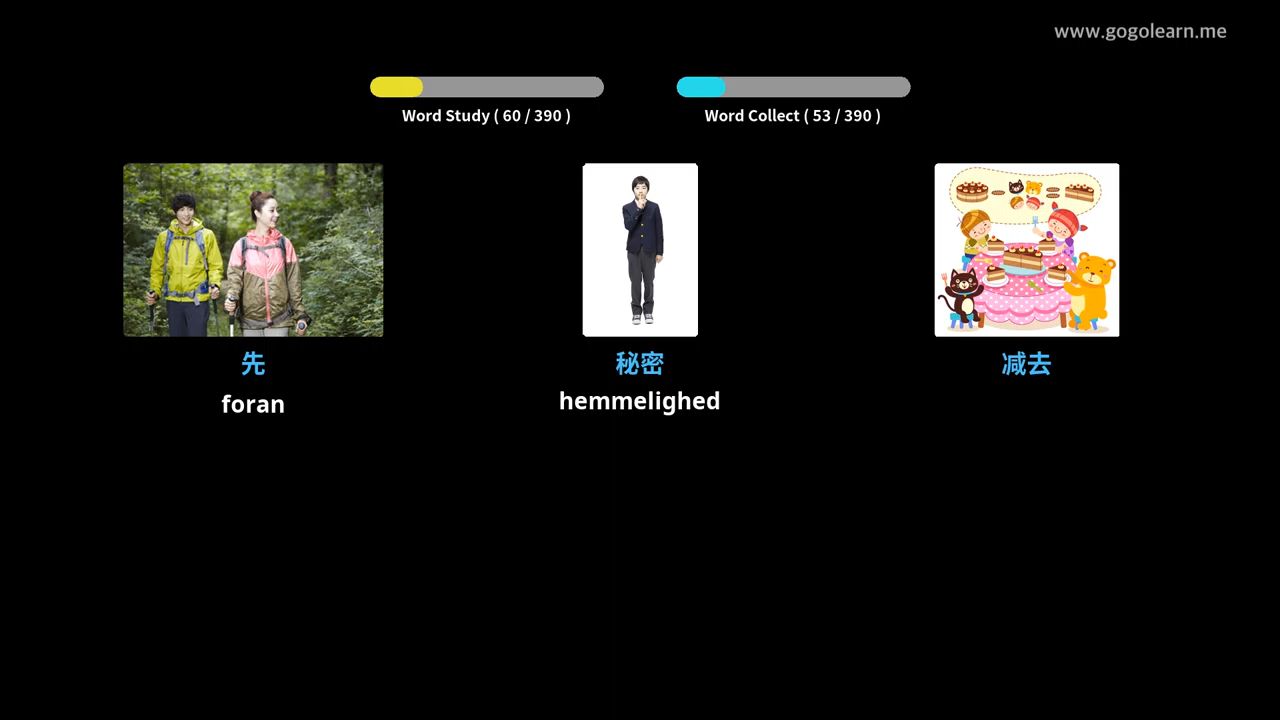 www.gogolearn.me
Word Study ( 60 / 390 )
Word Collect ( 53 / 390 )
先
秘密
减去
foran
hemmelighed